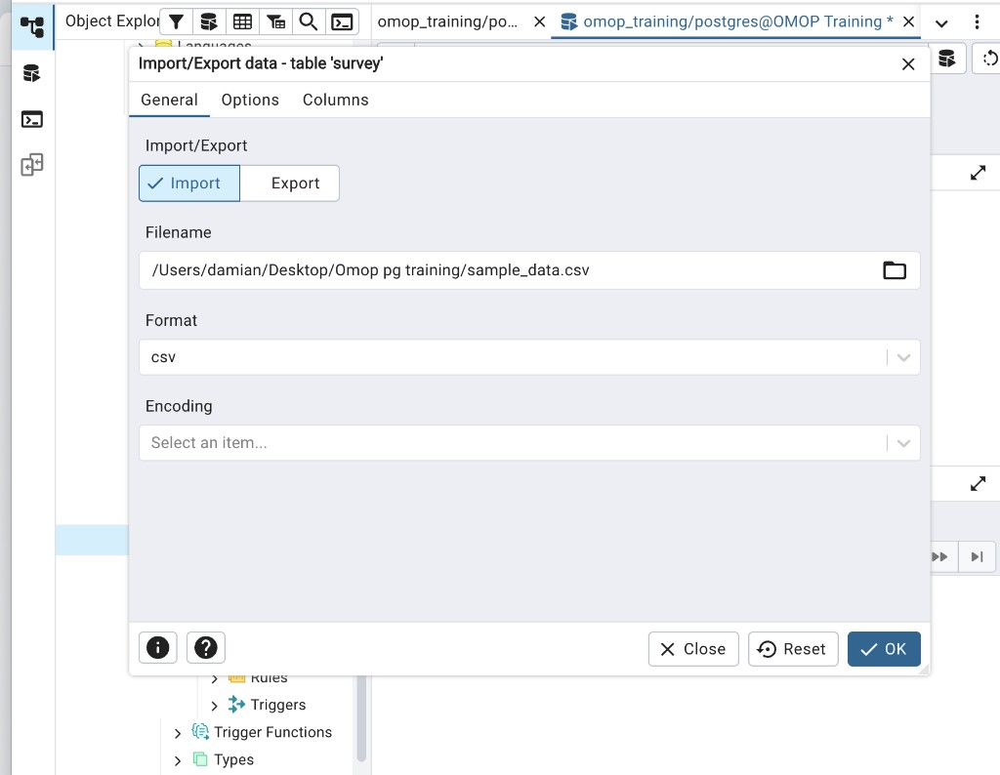 Object Explor
omop_training/po...
omop_training/postgres@OMOP Training *
Languages
Import/Export data - table 'survey'
General Options Columns
Import/Export
Import Export
Filename
/Users/damian/Desktop/Omop pg training/sample_data.csv
Format
csv
Encoding
Select an item...
Close Reset OK
Rules
Triggers
Trigger Functions
Types